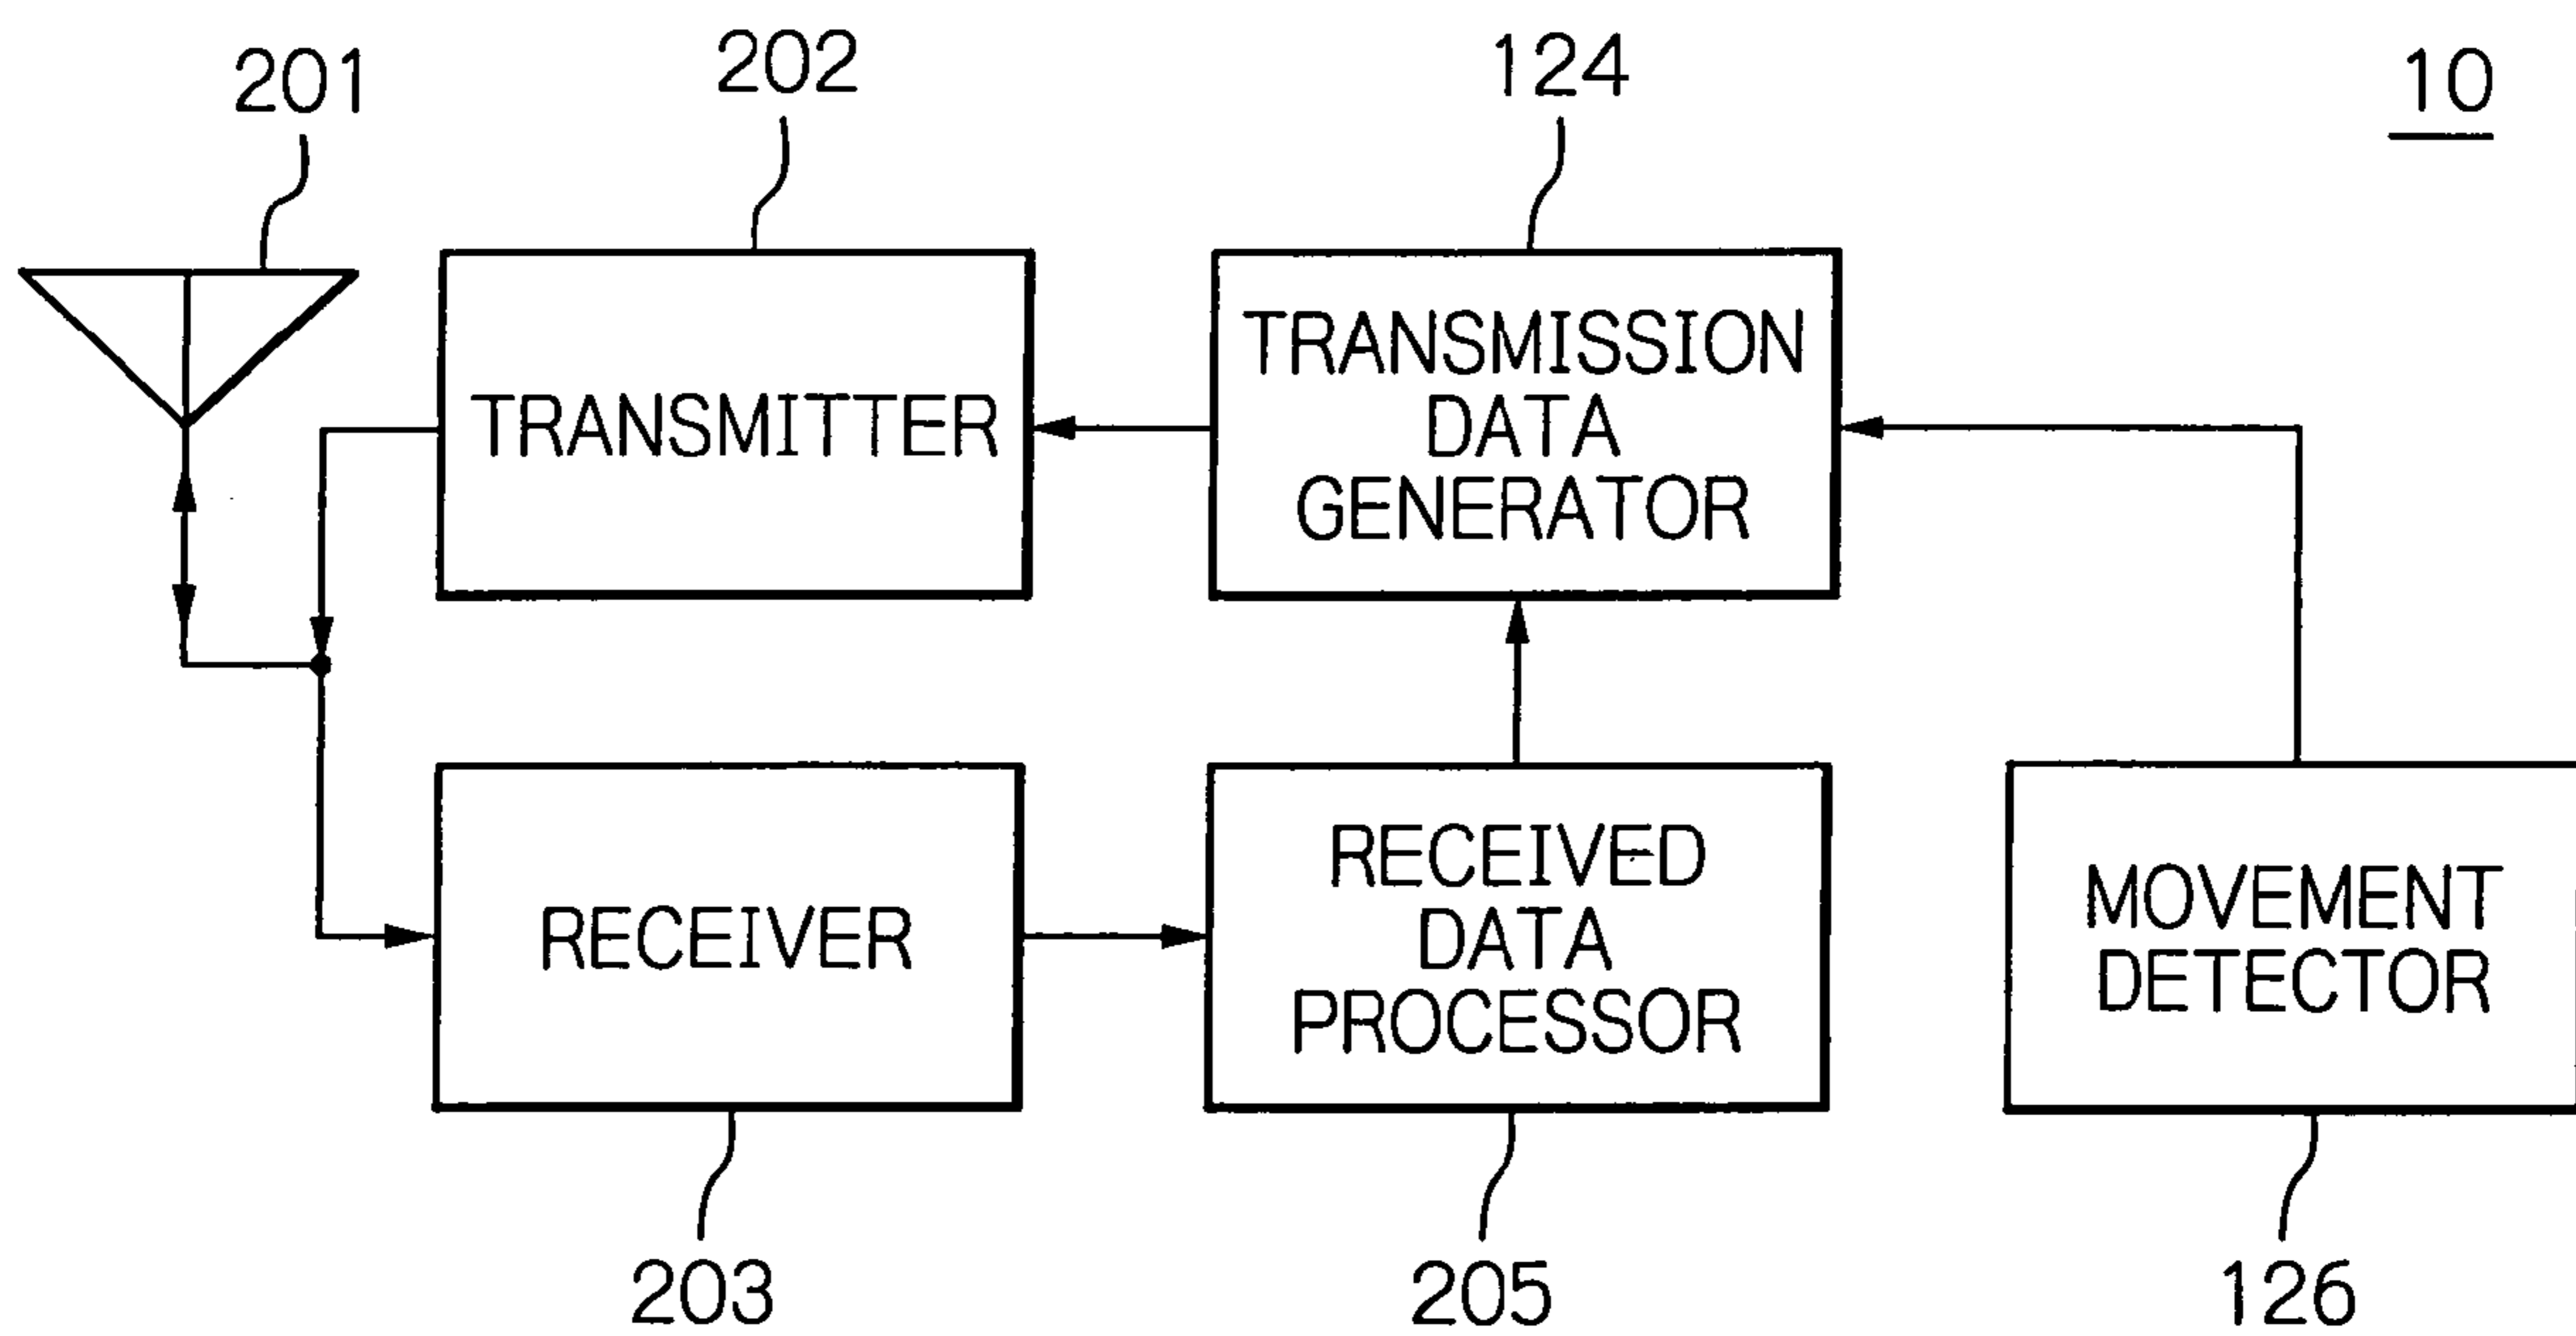 201
202
124
10
TRANSMITTER
TRANSMISSION
DATA
GENERATOR
RECEIVER
RECEIVED
DATA
PROCESSOR
MOVEMENT
DETECTOR
203
205
126